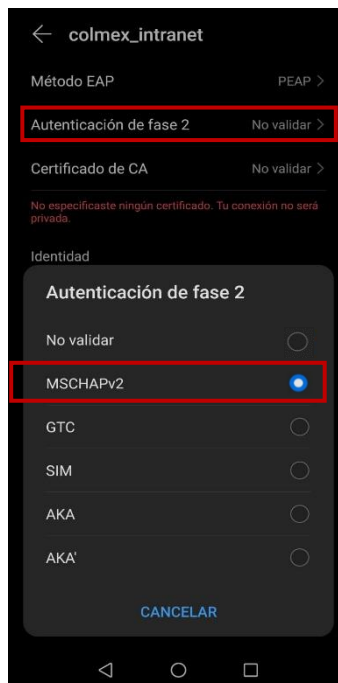 colmex_intranet
Método EAP PEAP
Autenticación de fase 2 No validar
Certificado de CA No validar
No especificaste ningún certificado. Tu conexión no será
privada.
Identidad
Autenticación de fase 2
No validar
MSCHAPv2
GTC
SIM
AKA
AKA'
CANCELAR